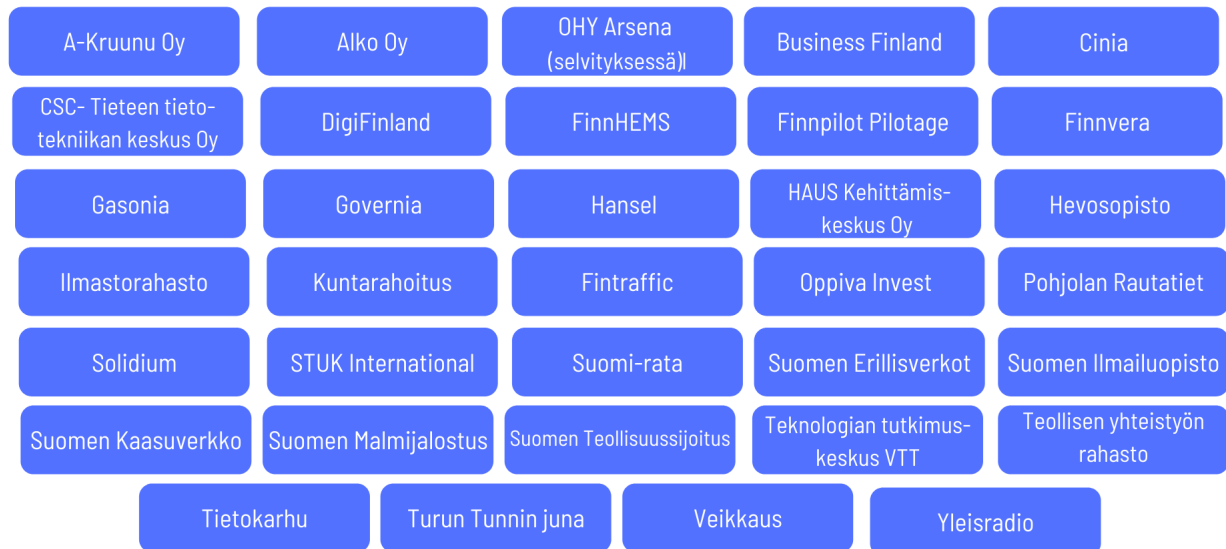 A-Kruunu Oy
Alko Oy
OHY Arsena
(selvityksessä)l
Business Finland
Cinia
CSC- Tieteen tieto-
tekniikan keskus Oy
DigiFinland
FinnHEMS
Finnpilot Pilotage
Finnvera
Gasonia
Governia
Hansel
HAUS Kehittämis-
keskus Oy
Hevosopisto
Ilmastorahasto
Kuntarahoitus
Fintraffic
Oppiva Invest
Pohjolan Rautatiet
Solidium
STUK International
Suomi-rata
Suomen Erillisverkot
Suomen Ilmailuopisto
Suomen Kaasuverkko
Suomen Malmijalostus
Suomen Teollisuussijoitus
Teknologian tutkimus-
keskus VTT
Teollisen yhteistyön
rahasto
Tietokarhu
Turun Tunnin juna
Veikkaus
Yleisradio